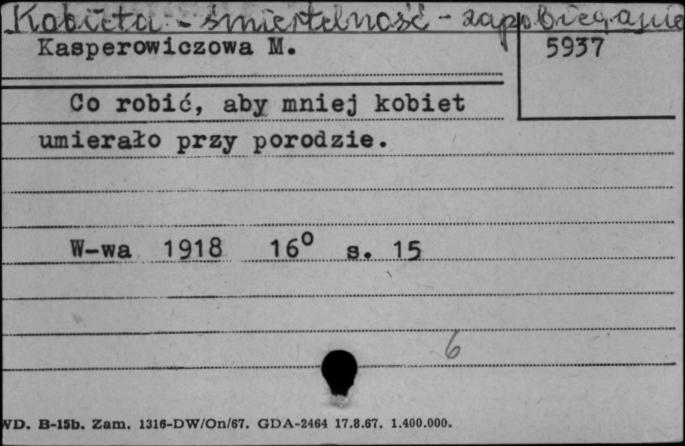 Kobieta - śmiertelność - zapobieganie
Kasperowiczowa M.
5937
Co robić, aby mniej kobiet
umierało przy porodzie.
W-wa 1918 16° s. 15
6
WD. B-15b. Zam. 1316-DW/On/67. GDA-2464 17.8.67. 1.400.000.